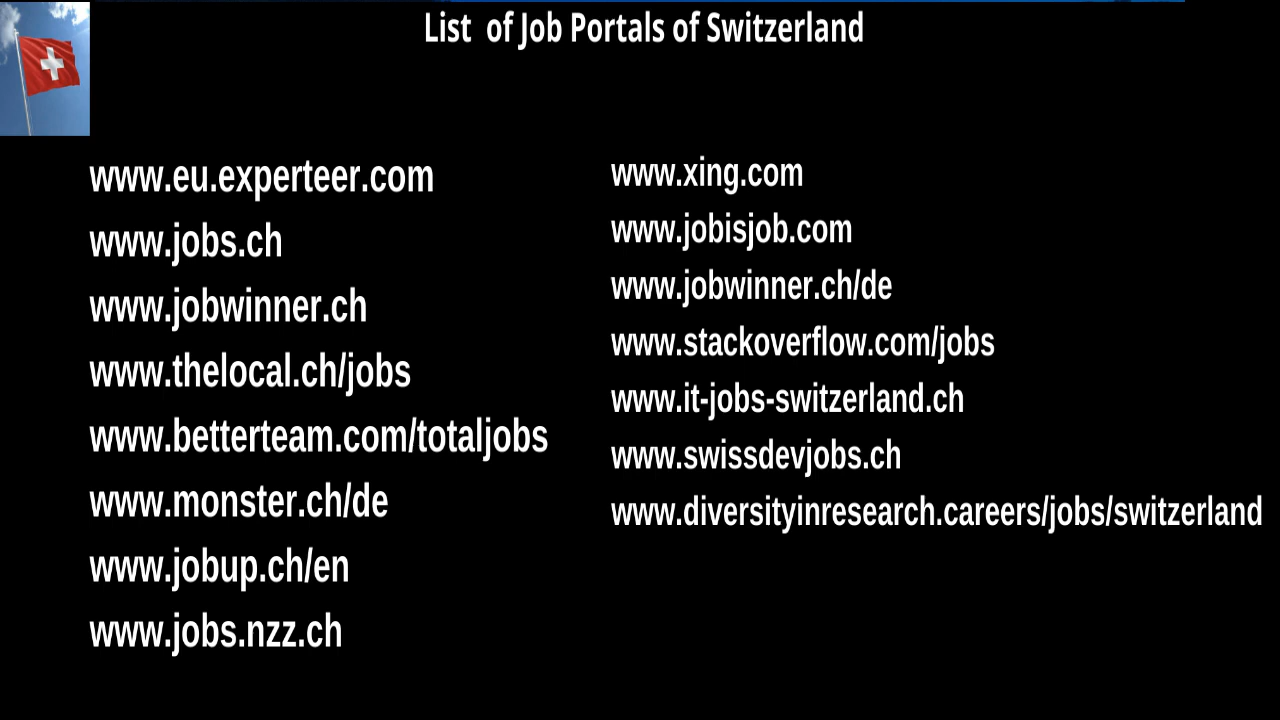 List of Job Portals of Switzerland
www.eu.experteer.com
www.jobs.ch
www.jobwinner.ch
www.thelocal.ch/jobs
www.betterteam.com/totaljobs
www.monster.ch/de
www.jobup.ch/en
www.jobs.nzz.ch
www.xing.com
www.jobisjob.com
www.jobwinner.ch/de
www.stackoverflow.com/jobs
www.it-jobs-switzerland.ch
www.swissdevjobs.ch
www.diversityinresearch.careers/jobs/switzerland